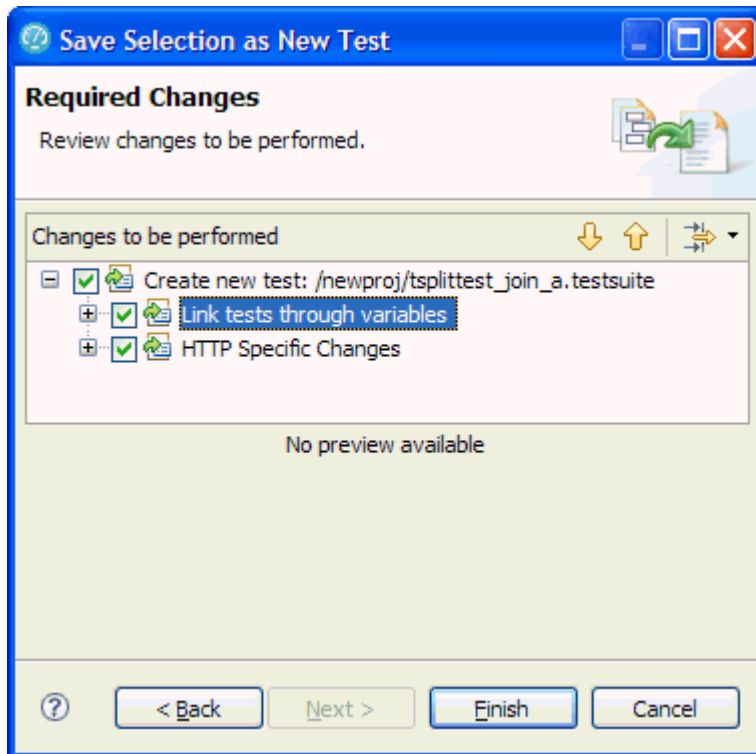 Save Selection as New Test
Required Changes
Review changes to be performed.
Changes to be performed
Create new test: /newproj/tsplittest_join_a.testsuite
Link tests through variables
HTTP Specific Changes
No preview available
? < Back Next > Finish Cancel